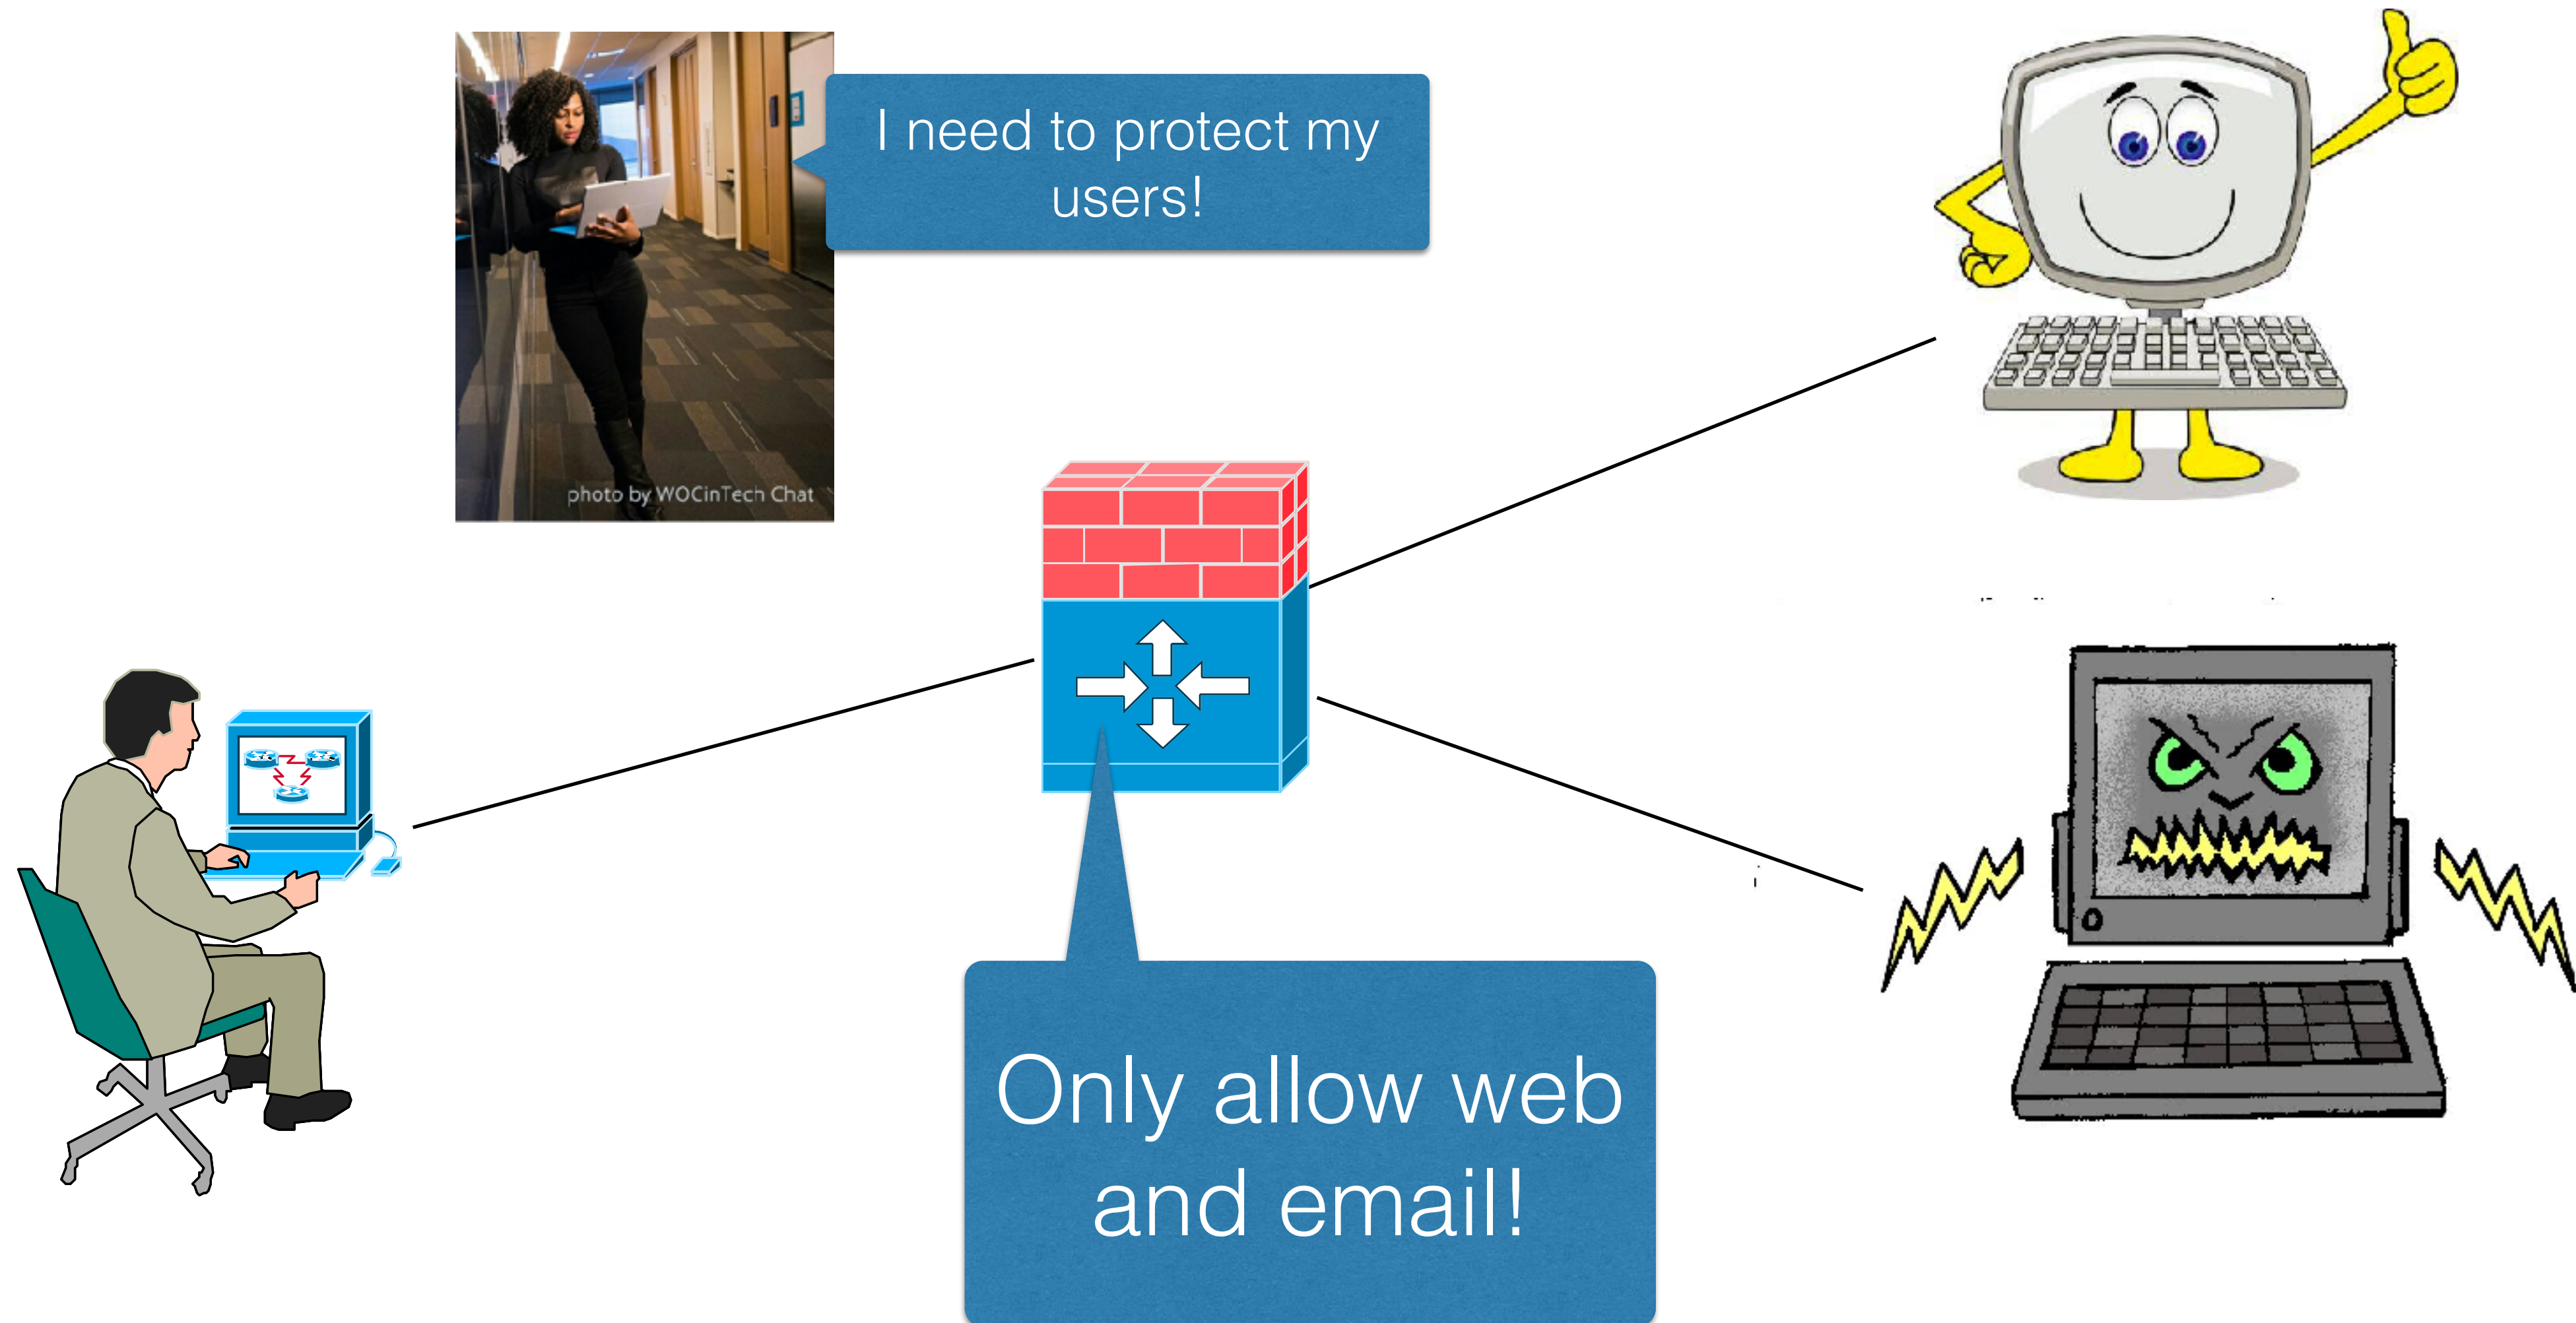 I need to protect my
users!
photo by WOCinTech Chat
Only allow web
and email!